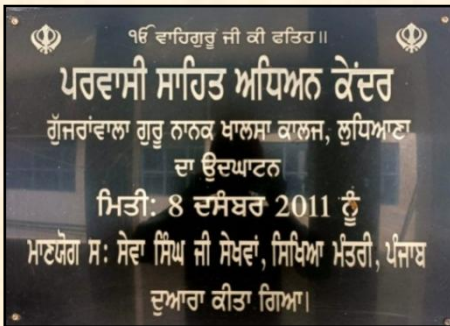 ੴ ਵਾਹਿਗੁਰੂ ਜੀ ਕੀ ਫਤਿਹ॥
ਪਰਵਾਸੀ ਸਾਹਿਤ ਅਧਿਅਨ ਕੇਂਦਰ
ਗੁੱਜਰਾਂਵਾਲਾ ਗੁਰੂ ਨਾਨਕ ਖਾਲਸਾ ਕਾਲਜ, ਲੁਧਿਆਣਾ
ਦਾ ਉਦਘਾਟਨ
ਮਿਤੀ: 8 ਦਸੰਬਰ 2011 ਨੂੰ
ਮਾਣਯੋਗ ਸ: ਸੇਵਾ ਸਿੰਘ ਜੀ ਸੇਖਵਾਂ, ਸਿਖਿਆ ਮੰਤਰੀ, ਪੰਜਾਬ
ਦੁਆਰਾ ਕੀਤਾ ਗਿਆ।